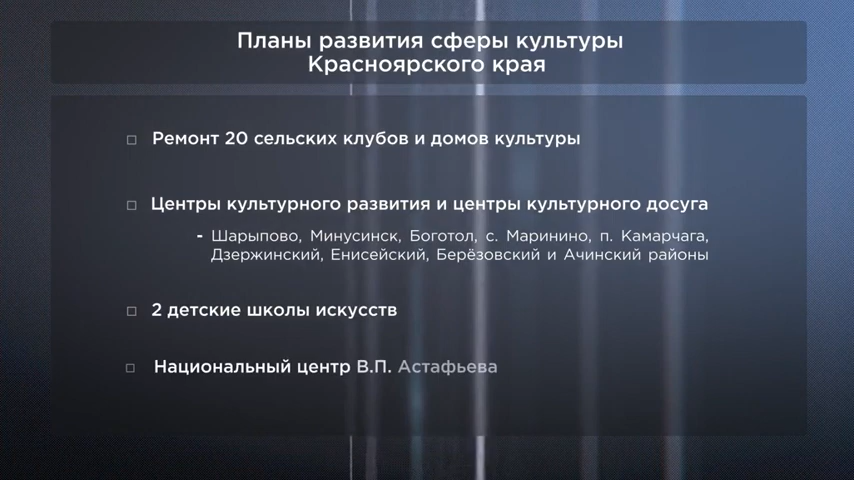 Планы развития сферы культуры
Красноярского края
Ремонт 20 сельских клубов и домов культуры
Центры культурного развития и центры культурного досуга
- Шарыпово, Минусинск, Боготол, с. Маринино, п. Камарчага,
Дзержинский, Енисейский, Берёзовский и Ачинский районы
2 детские школы искусств
Национальный центр В.П. Астафьева